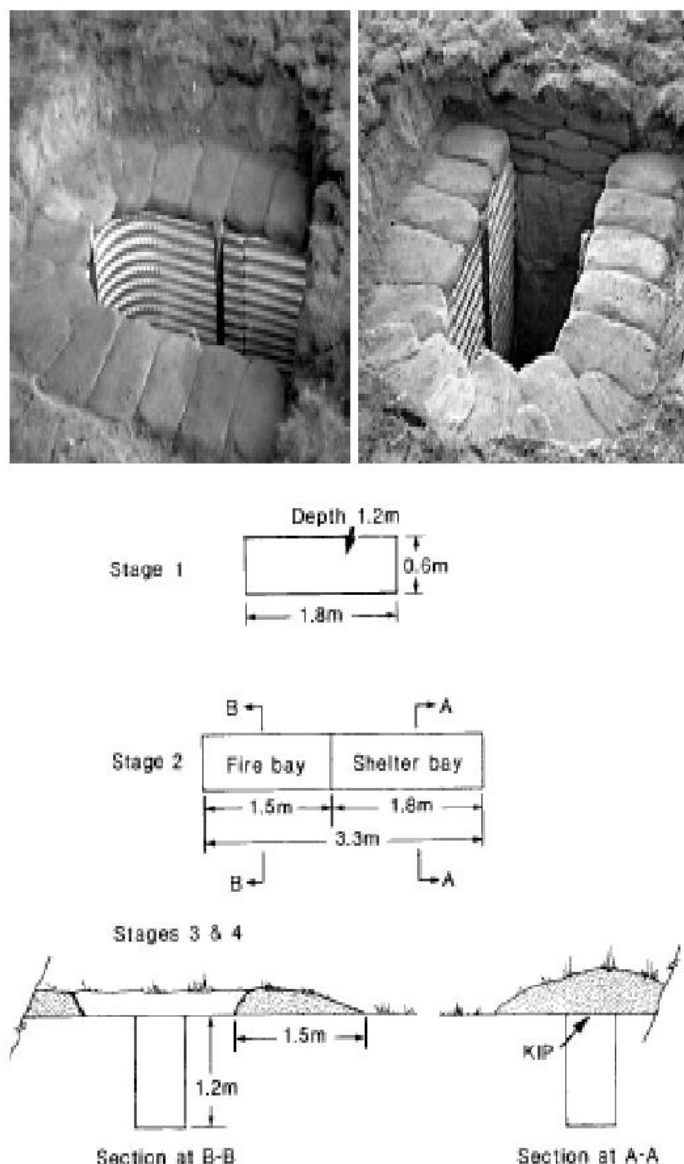 Depth 1.2m
Stage 1
0.6m
1.8m
B
A
Stage 2
Fire bay
Shelter bay
1.5m
1.8m
3.3m
B
A
Stages 3 & 4
1.5m
KIP
1.2m
Section at B-B
Section at A-A